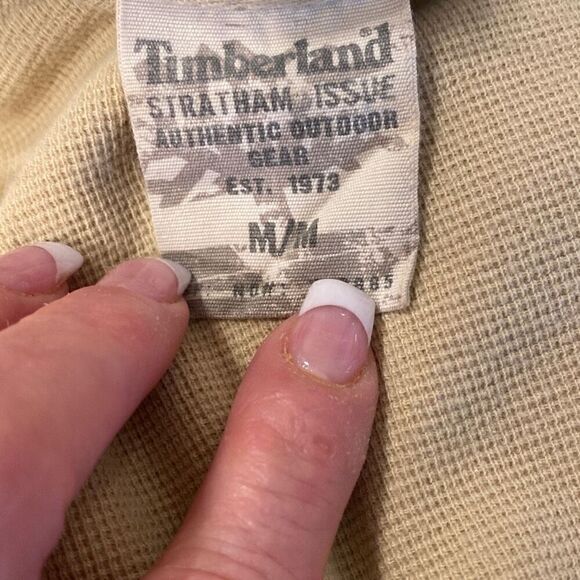 Timberland
STRATHAM ISSUE
AUTHENTIC OUTDOOR
GEAR
EST. 1973
M/M